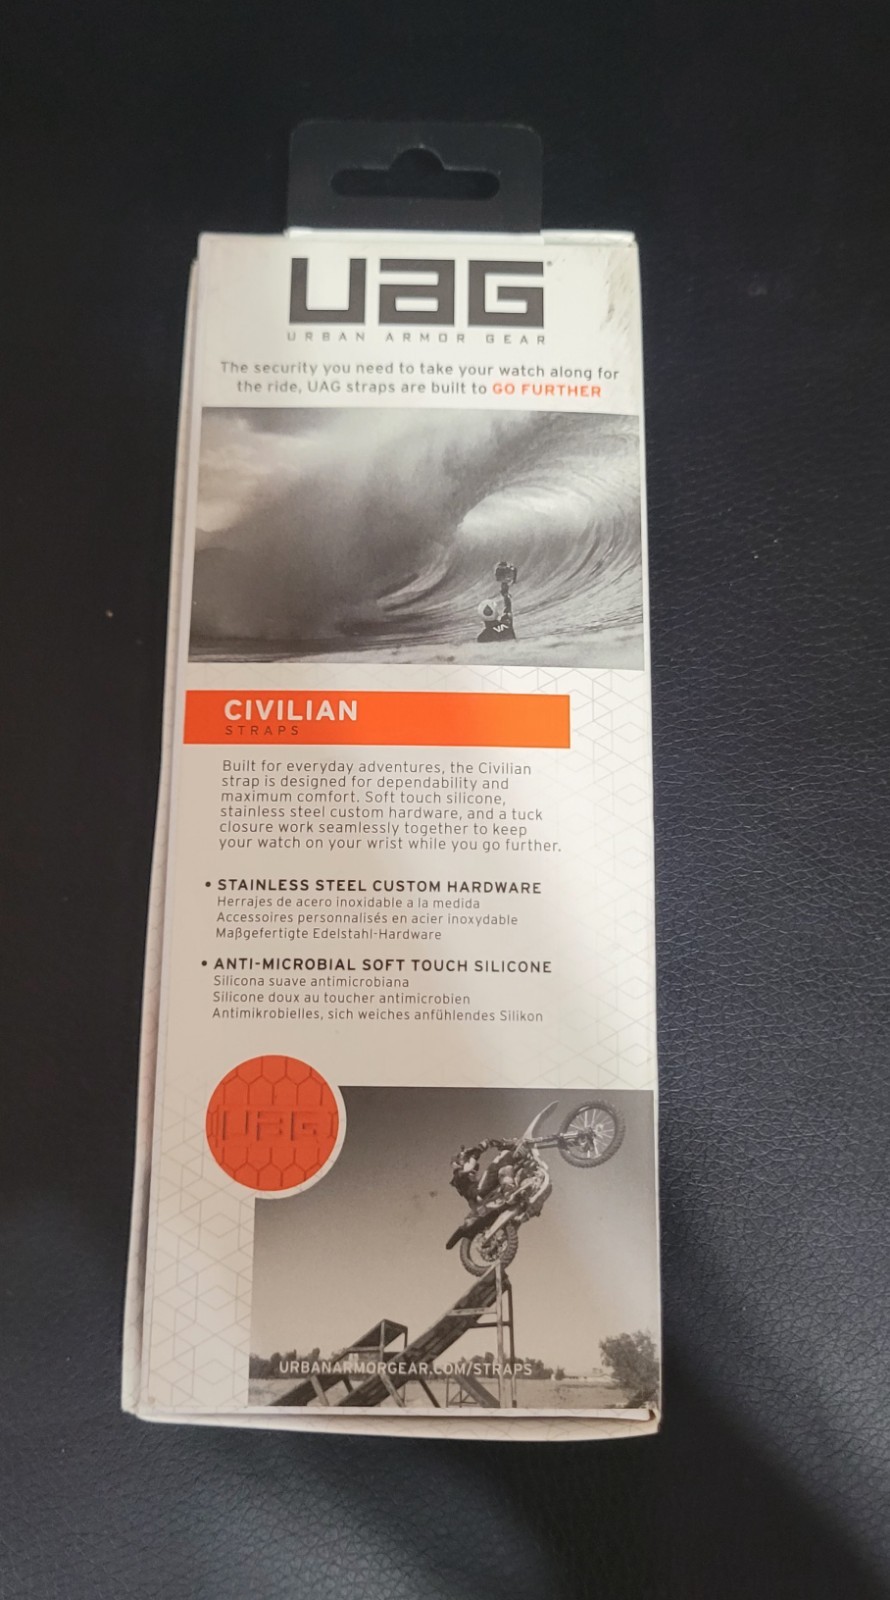 UAG
URBAN ARMOR GEAR
The security you need to take your watch along for
the ride, UAG straps are built to GO FURTHER
VA
CIVILIAN
STRAPS
Built for everyday adventures, the Civilian
strap is designed for dependability and
maximum comfort. Soft touch silicone,
stainless steel custom hardware, and a tuck
closure work seamlessly together to keep
your watch on your wrist while you go further.
• STAINLESS STEEL CUSTOM HARDWARE
Herrajes de acero inoxidable a la medida
Accessoires personnalisés en acier inoxydable
Maßgefertigte Edelstahl-Hardware
• ANTI-MICROBIAL SOFT TOUCH SILICONE
Silicona suave antimicrobiana
Silicone doux au toucher antimicrobien
Antimikrobielles, sich weiches anfühlendes Silikon
UAG
URBANARMORGEAR.COM/STRAPS